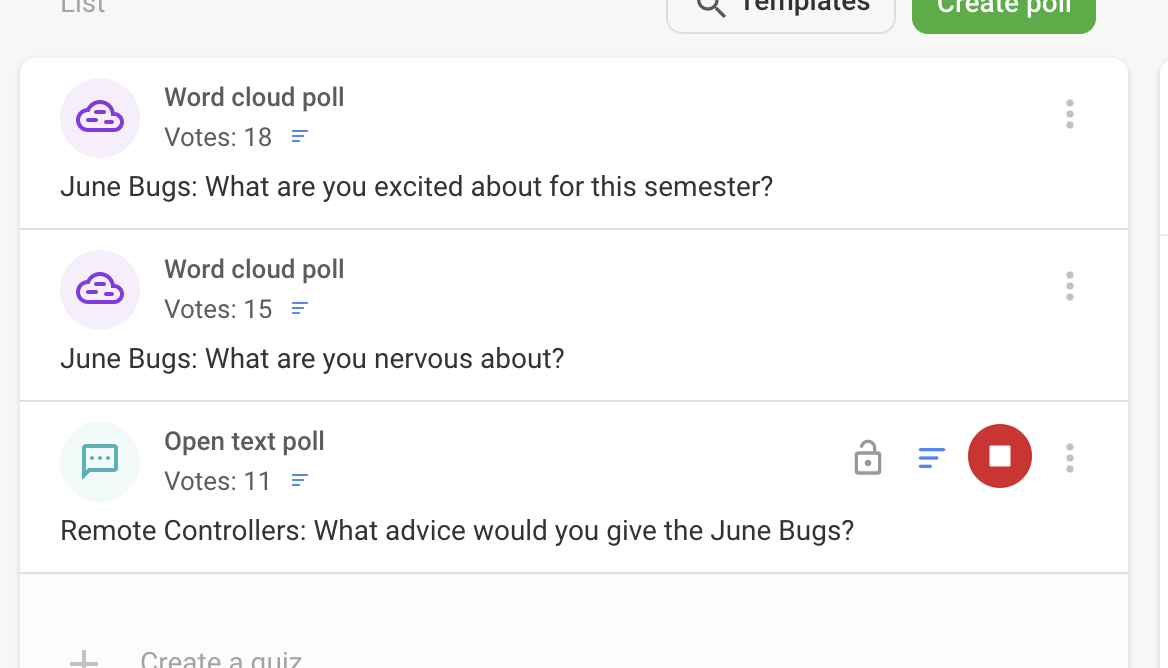 List
Templates
Create poll
Word cloud poll
Votes: 18
June Bugs: What are you excited about for this semester?
Word cloud poll
Votes: 15
June Bugs: What are you nervous about?
Open text poll
Votes: 11
Remote Controllers: What advice would you give the June Bugs?
Create a quiz